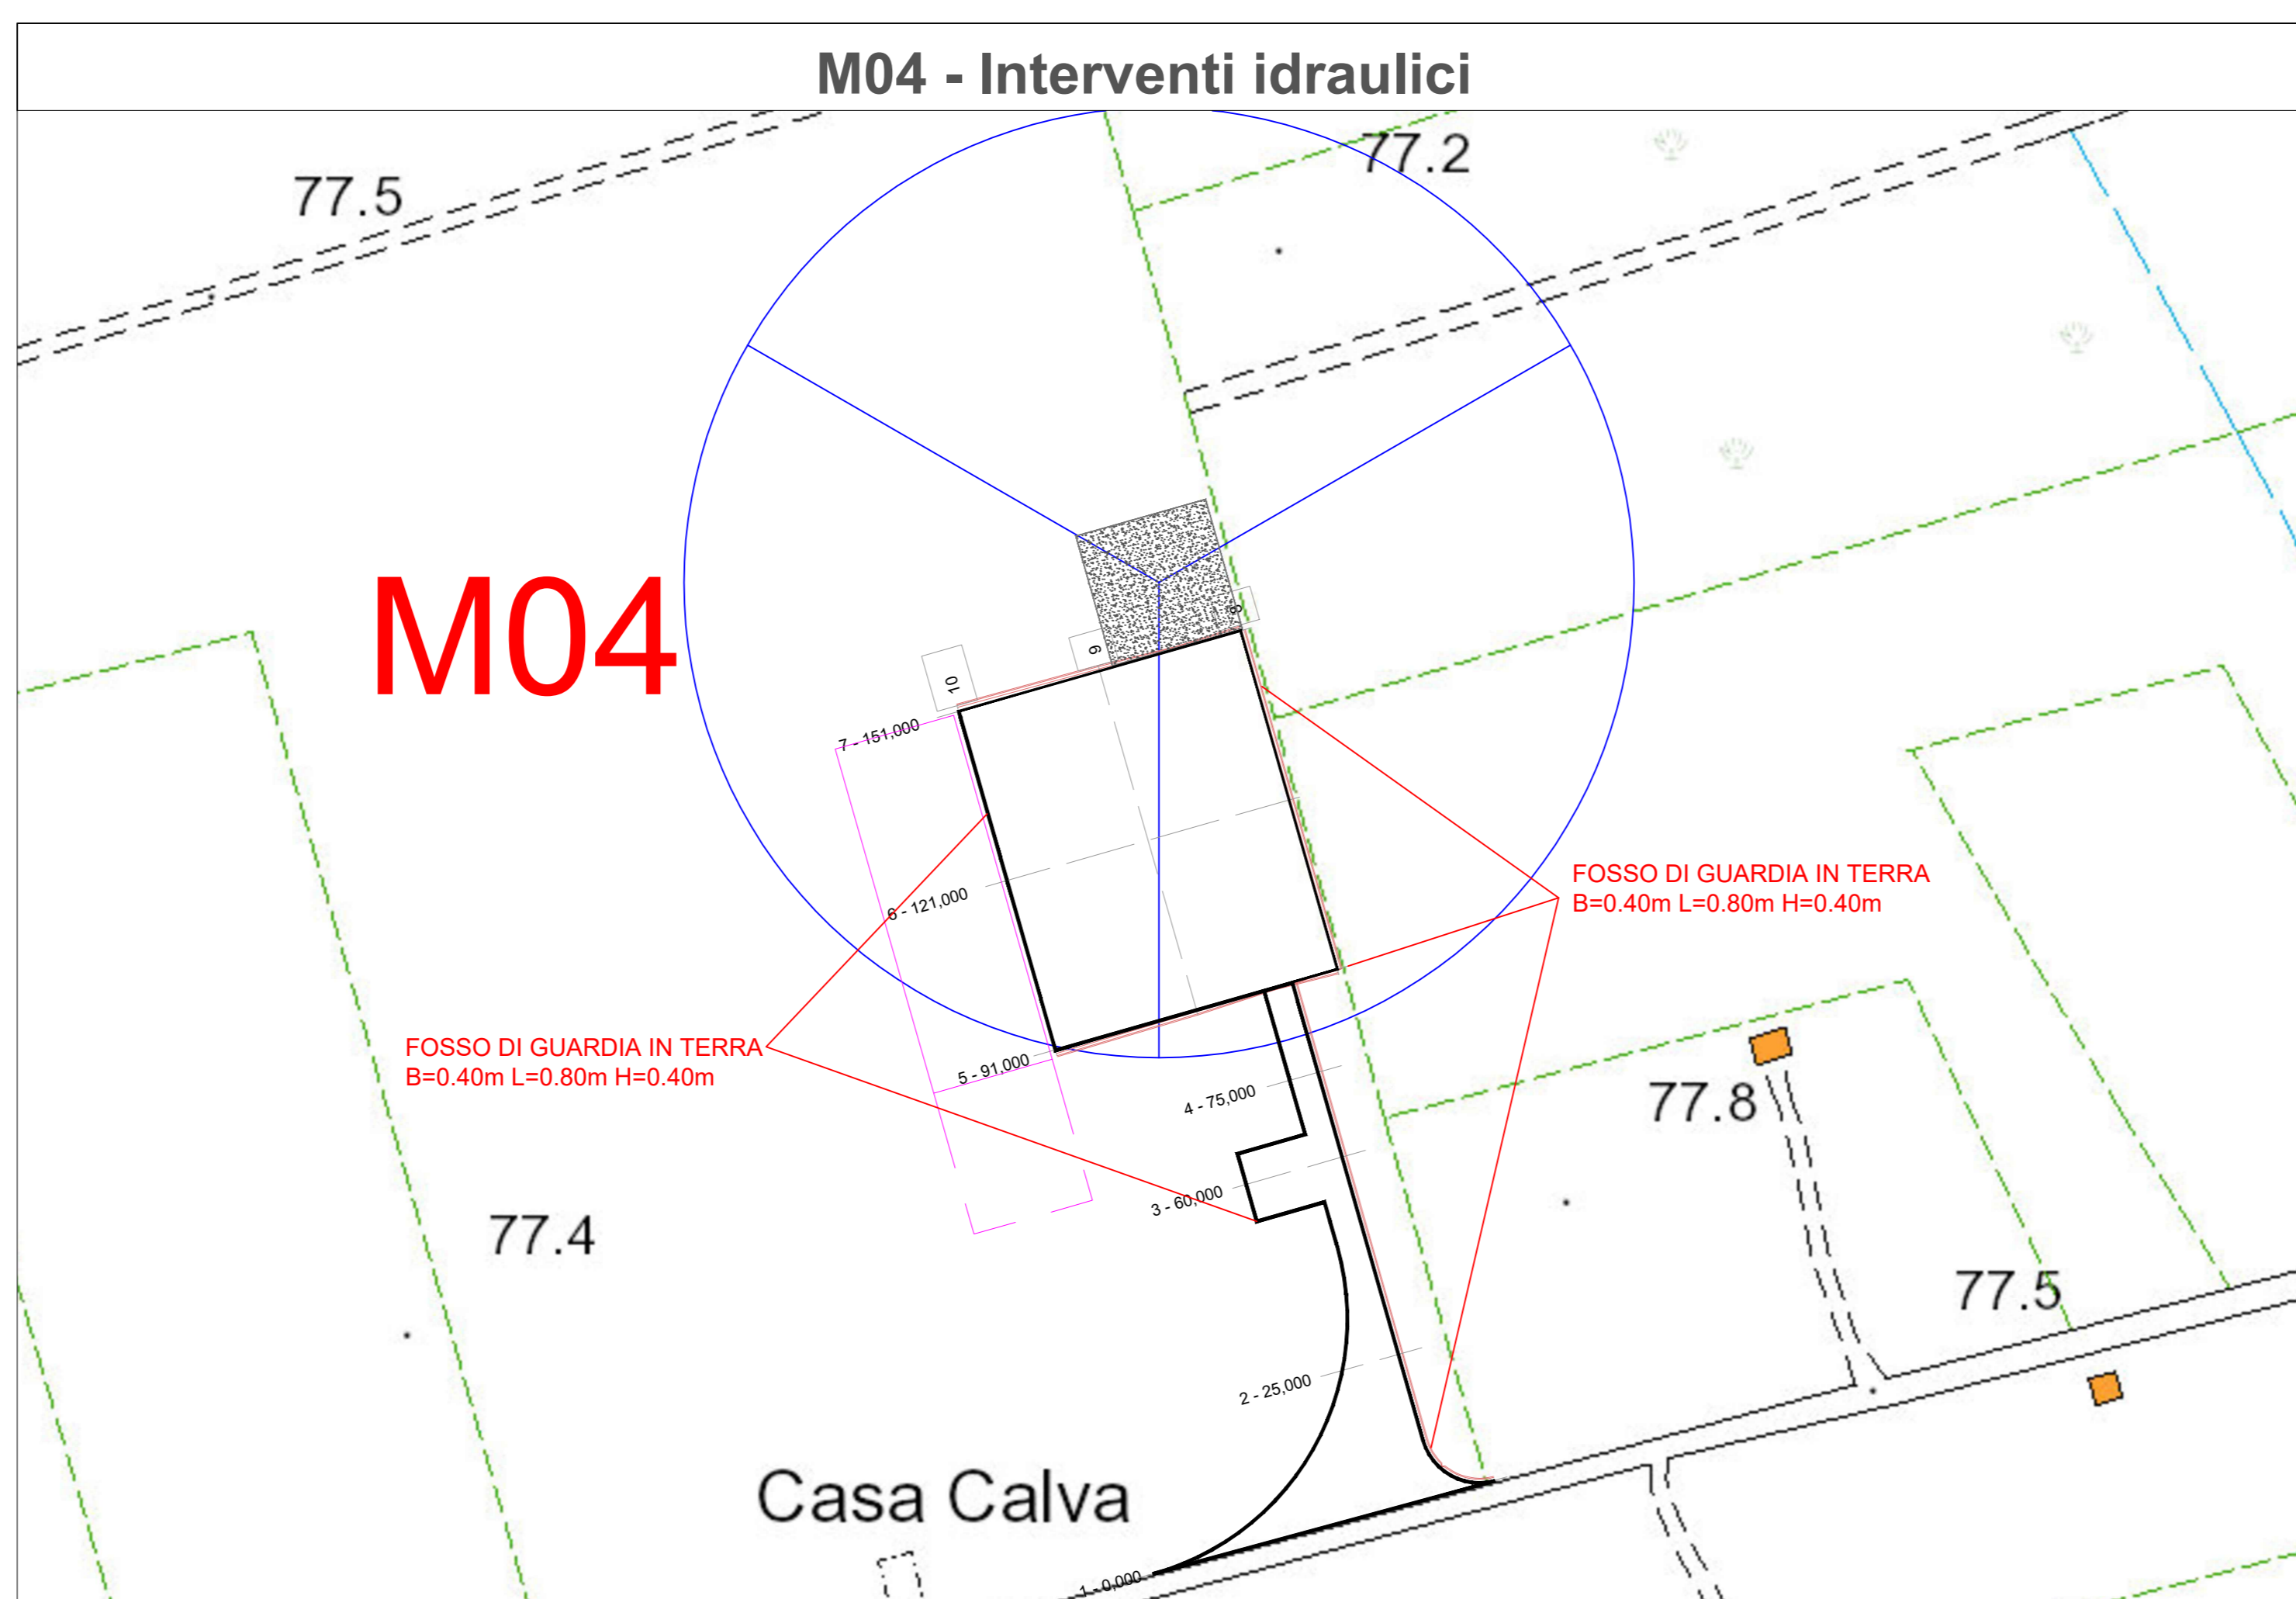 M04 - Interventi idraulici
77.5
77.2
M04
8
9
10
7 - 151,000
6 - 121,000
FOSSO DI GUARDIA IN TERRA
B=0.40m L=0.80m H=0.40m
FOSSO DI GUARDIA IN TERRA
B=0.40m L=0.80m H=0.40m
5 - 91,000
4 - 75,000
77.8
3 - 60,000
77.4
77.5
2 - 25,000
Casa Calva
1 - 0,000